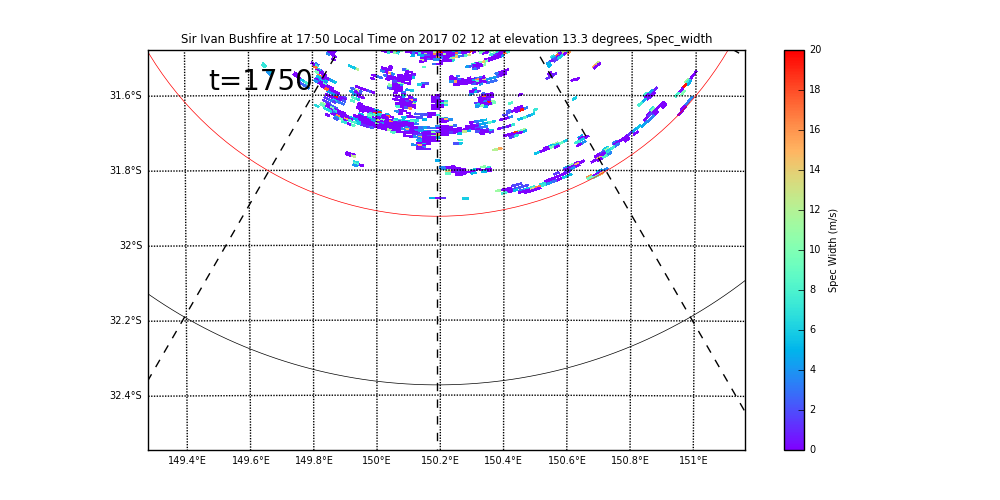 Sir Ivan Bushfire at 17:50 Local Time on 2017 02 12 at elevation 13.3 degrees, Spec_width
t=1750
31.6°S
31.8°S
32°S
32.2°S
32.4°S
149.4°E 149.6°E 149.8°E 150°E 150.2°E 150.4°E 150.6°E 150.8°E 151°E
20
18
16
14
12
10
8
6
4
2
0
Spec Width (m/s)